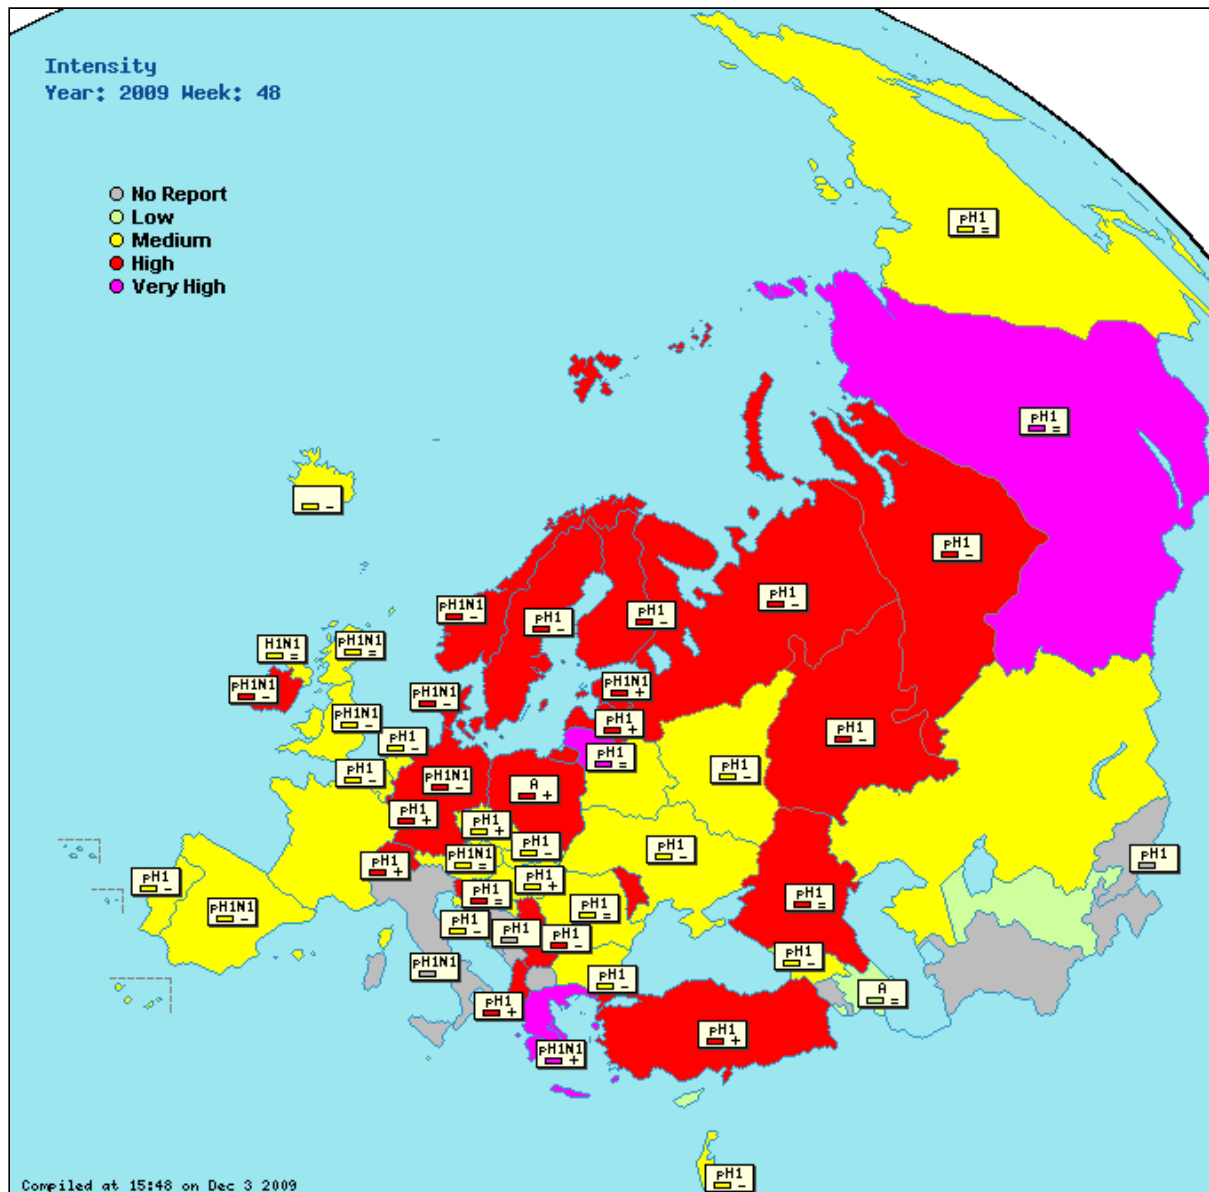 Intensity
Year: 2009 Week: 48
No Report
Low
Medium
High
Very High
pH1
=
pH1
=
-
pH1
-
pH1
-
pH1N1
-
pH1
-
pH1
-
H1N1
=
pH1N1
=
pH1N1
-
pH1N1
-
pH1N1
+
pH1N1
-
pH1
+
pH1
-
pH1
-
pH1
=
pH1
-
pH1
-
pH1N1
-
A
+
pH1
+
pH1
+
pH1
-
pH1
-
pH1N1
=
pH1
+
pH1
pH1
-
pH1
+
pH1
=
pH1
=
pH1N1
-
pH1
=
pH1
-
pH1
pH1
-
pH1
-
pH1N1
pH1
-
A
=
pH1
+
pH1
+
pH1N1
+
pH1
-
Compiled at 15:48 on Dec 3 2009